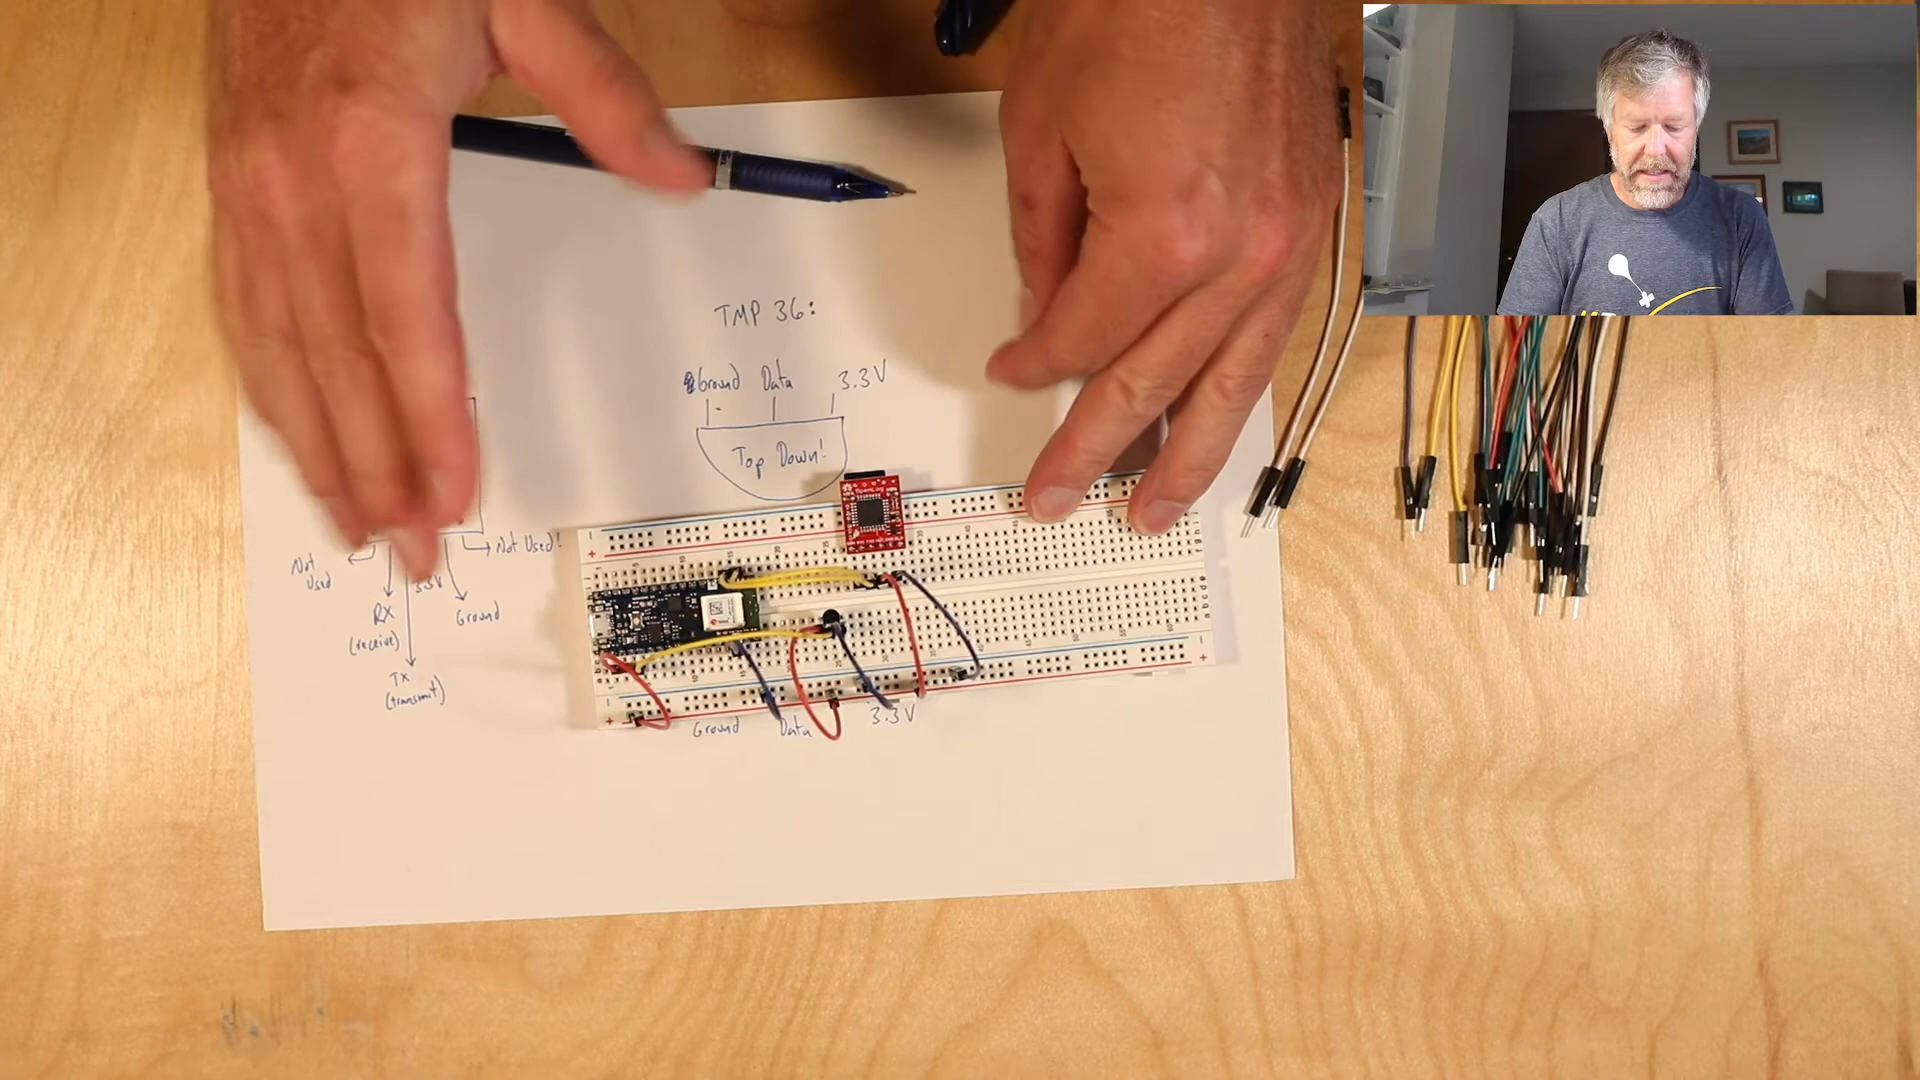 TMP 36:
Ground Data 3.3V
Top Down!
OpenLog
Not Used
Not Used!
3.3V
RX
(receive)
Ground
TX
(transmit)
Ground Data 3.3V